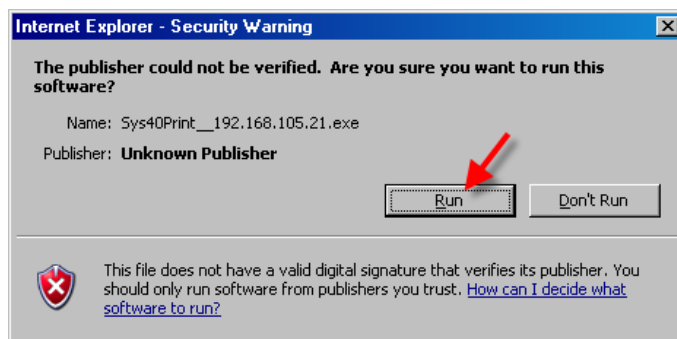 Internet Explorer - Security Warning
The publisher could not be verified.  Are you sure you want to run this
software?
Name: Sys40Print__192.168.105.21.exe
Publisher: Unknown Publisher
Run
Don't Run
This file does not have a valid digital signature that verifies its publisher. You
should only run software from publishers you trust. How can I decide what
software to run?